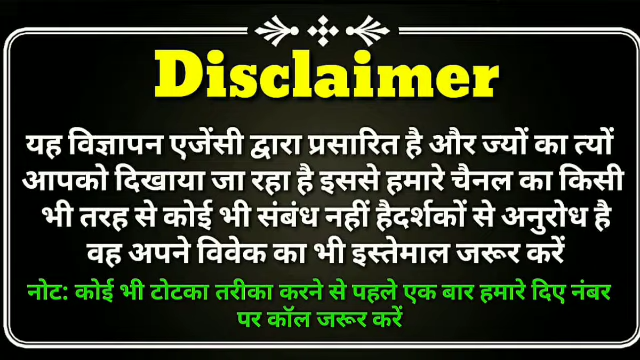 Disclaimer
यह विज्ञापन एजेंसी द्वारा प्रसारित है और ज्यों का त्यों
आपको दिखाया जा रहा है इससे हमारे चैनल का किसी
भी तरह से कोई भी संबंध नहीं हैदर्शकों से अनुरोध है
वह अपने विवेक का भी इस्तेमाल जरूर करें
नोट: कोई भी टोटका तरीका करने से पहले एक बार हमारे दिए नंबर
पर कॉल जरूर करें